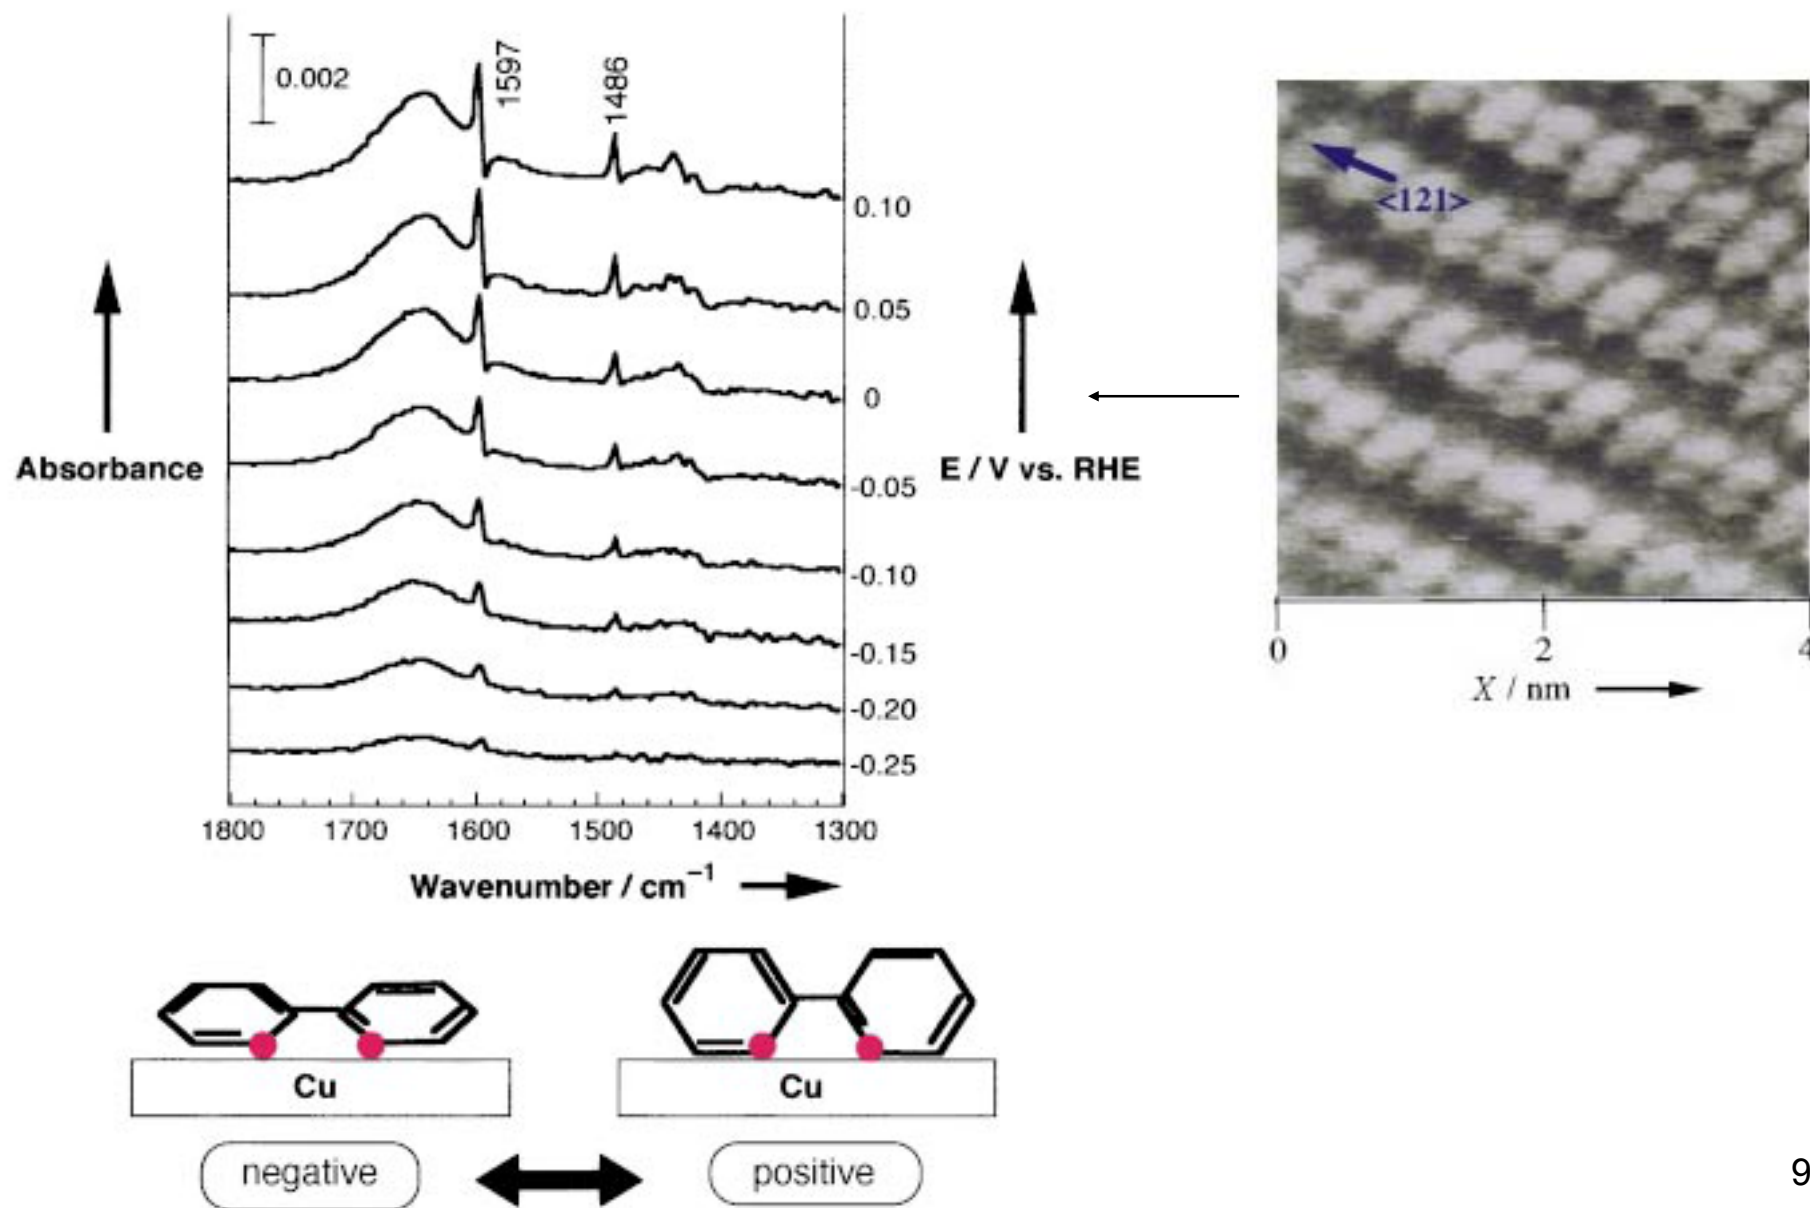 0.002
1597
1486
0.10
0.05
0
-0.05
-0.10
-0.15
-0.20
-0.25
Absorbance
E / V vs. RHE
1800 1700 1600 1500 1400 1300
Wavenumber / cm⁻¹
<121>
0 2 4
X / nm
Cu
Cu
negative
positive
9